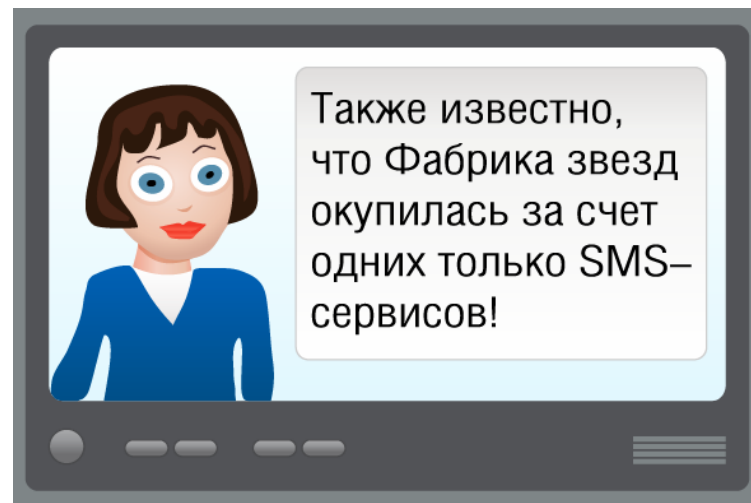 Также известно,
что Фабрика звезд
окупилась за счет
одних только SMS–
сервисов!